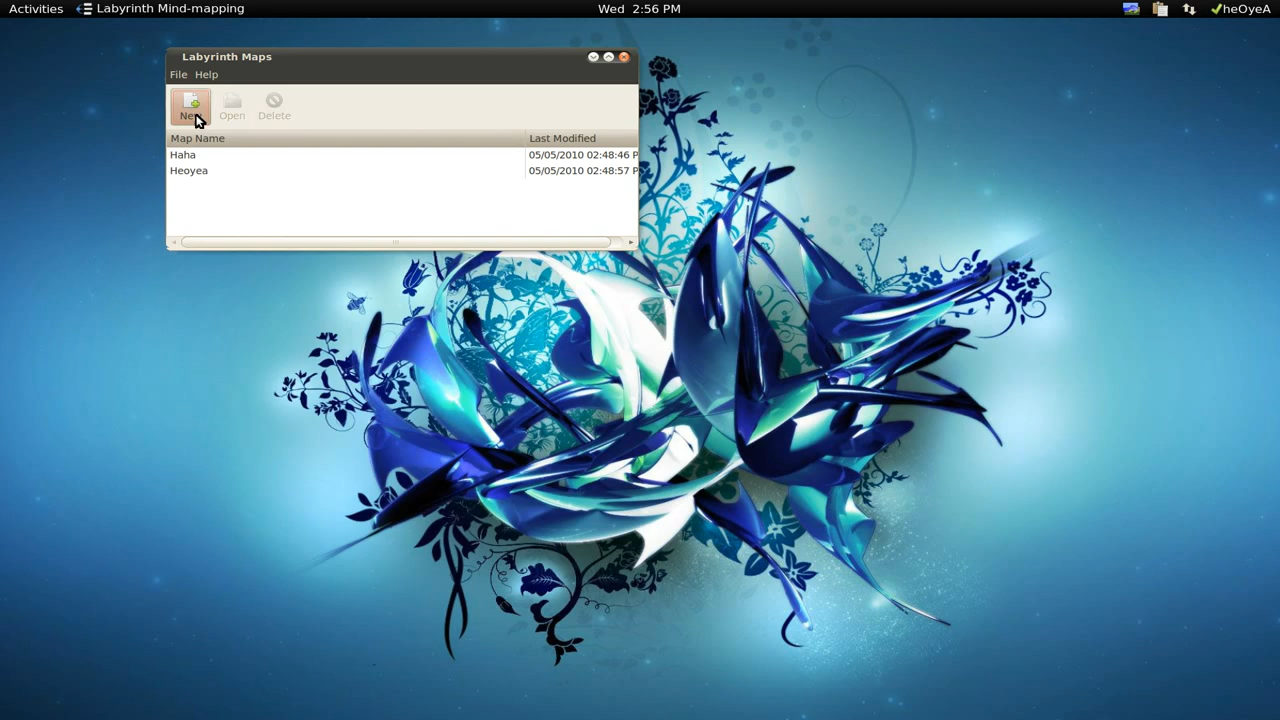 Activities Labyrinth Mind-mapping Wed 2:56 PM heOyeA
Labyrinth Maps
File Help
New Open Delete
Map Name Last Modified
Haha 05/05/2010 02:48:46 P
Heoyea 05/05/2010 02:48:57 P